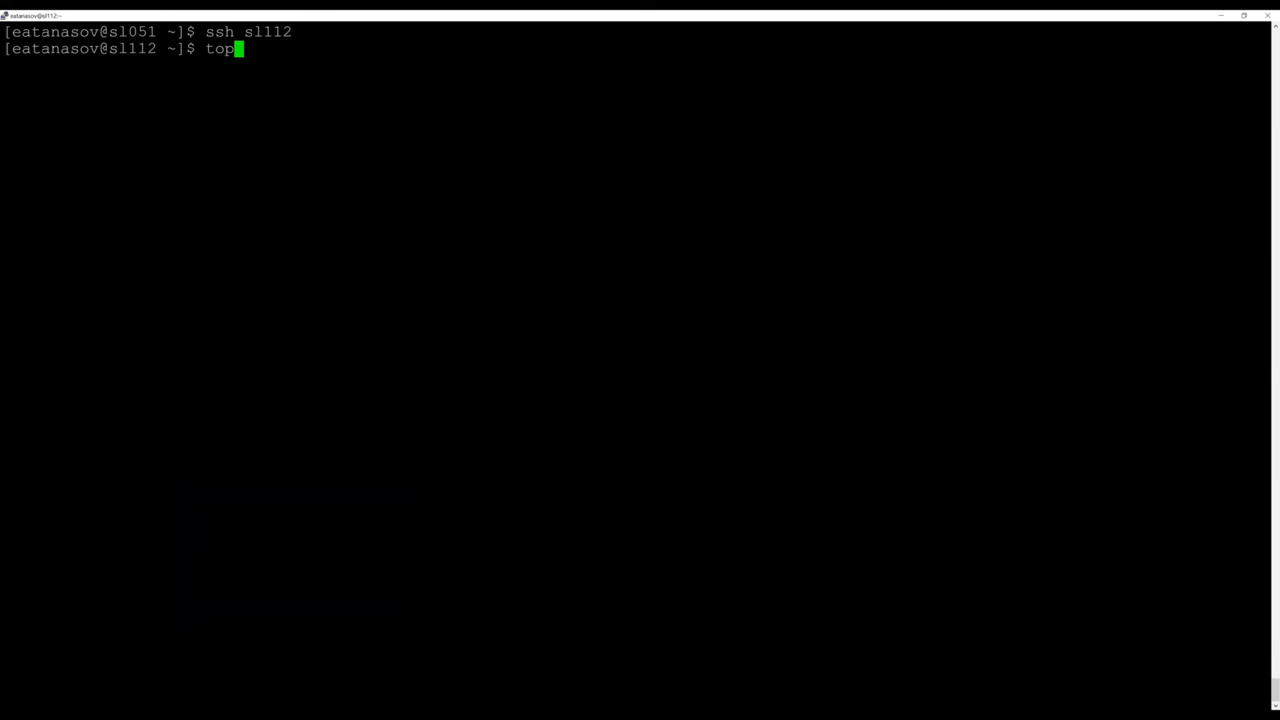 eatanasov@sl112:~
[eatanasov@sl051 ~]$ ssh sl112
[eatanasov@sl112 ~]$ top